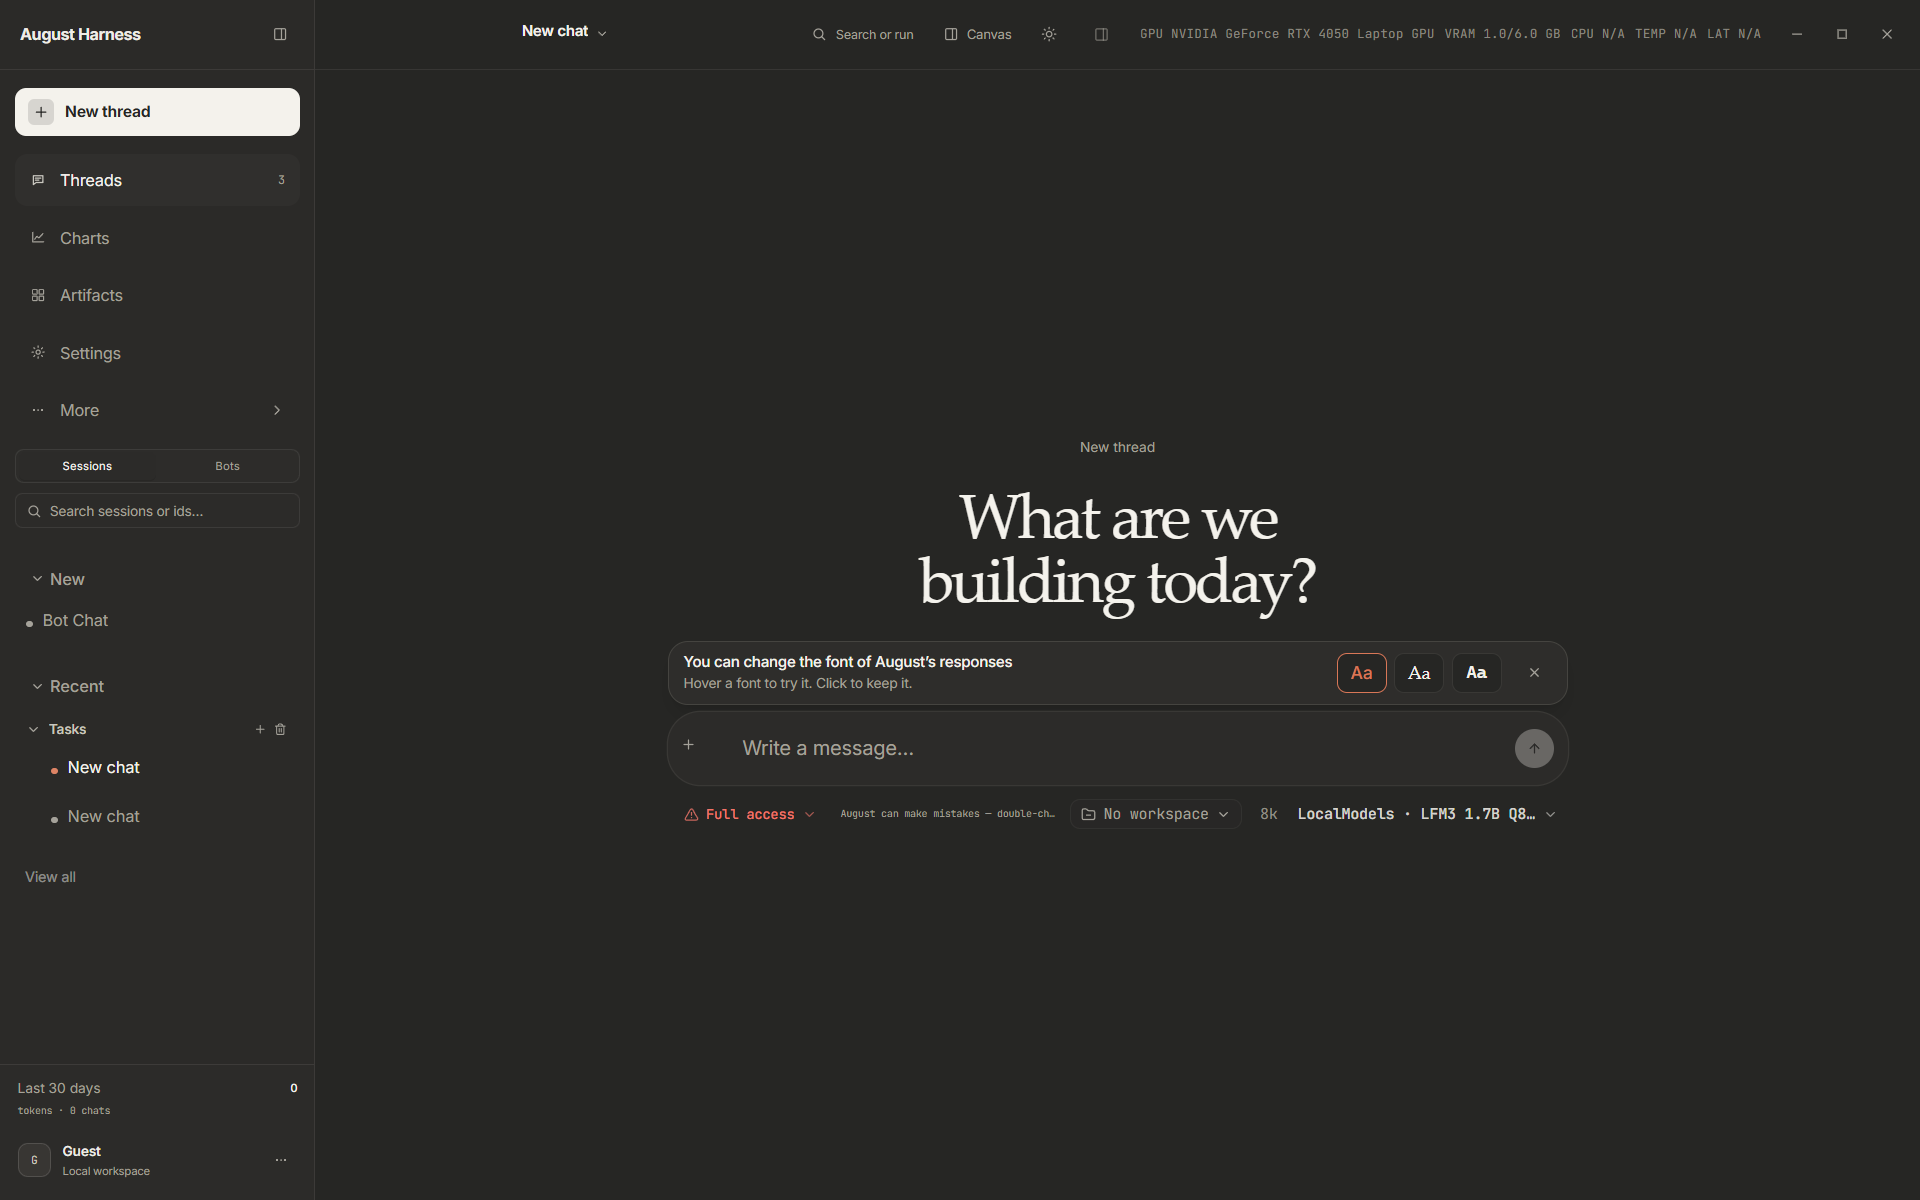 August Harness
New thread
Threads 3
Charts
Artifacts
Settings
More
Sessions Bots
Search sessions or ids...
New
Bot Chat
Recent
Tasks
New chat
New chat
View all
Last 30 days 0
tokens · 0 chats
G
Guest
Local workspace
New chat
Search or run
Canvas
GPU NVIDIA GeForce RTX 4050 Laptop GPU VRAM 1.0/6.0 GB CPU N/A TEMP N/A LAT N/A
New thread
What are we
building today?
You can change the font of August’s responses
Hover a font to try it. Click to keep it.
Aa Aa Aa
Write a message...
Full access
August can make mistakes — double-ch…
No workspace
8k
LocalModels · LFM3 1.7B Q8…